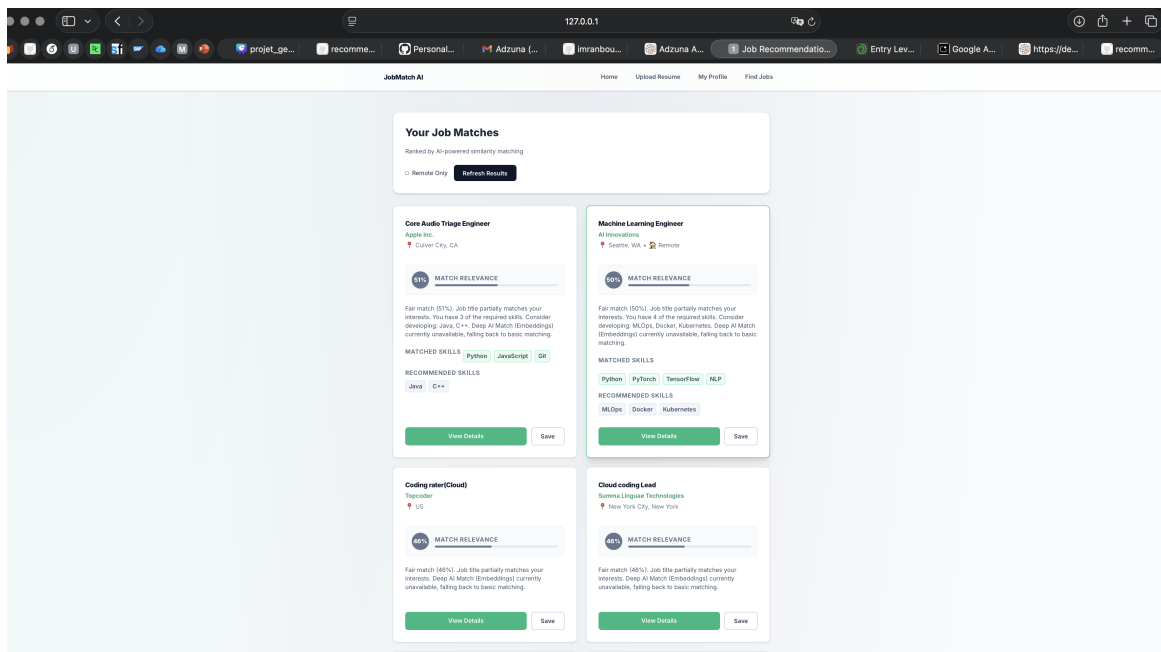 127.0.0.1
projet_ge...
recomme...
Personal...
Adzuna (...
imranbou...
Adzuna A...
Job Recommendatio...
Entry Lev...
Google A...
https://de...
recomm...
JobMatch AI
Home
Upload Resume
My Profile
Find Jobs
Your Job Matches
Ranked by AI-powered similarity matching
Remote Only
Refresh Results
Core Audio Triage Engineer
Apple Inc.
Culver City, CA
51%
MATCH RELEVANCE
Fair match (51%). Job title partially matches your
interests. You have 3 of the required skills. Consider
developing: Java, C++. Deep AI Match (Embeddings)
currently unavailable, falling back to basic matching.
MATCHED SKILLS Python JavaScript Git
RECOMMENDED SKILLS
Java C++
View Details Save
Machine Learning Engineer
AI Innovations
Seattle, WA • Remote
50%
MATCH RELEVANCE
Fair match (50%). Job title partially matches your
interests. You have 4 of the required skills. Consider
developing: MLOps, Docker, Kubernetes. Deep AI Match
(Embeddings) currently unavailable, falling back to basic
matching.
MATCHED SKILLS
Python PyTorch TensorFlow NLP
RECOMMENDED SKILLS
MLOps Docker Kubernetes
View Details Save
Coding rater(Cloud)
Topcoder
US
46%
MATCH RELEVANCE
Fair match (46%). Job title partially matches your
interests. Deep AI Match (Embeddings) currently
unavailable, falling back to basic matching.
View Details Save
Cloud coding Lead
Summa Linguae Technologies
New York City, New York
46%
MATCH RELEVANCE
Fair match (46%). Job title partially matches your
interests. Deep AI Match (Embeddings) currently
unavailable, falling back to basic matching.
View Details Save